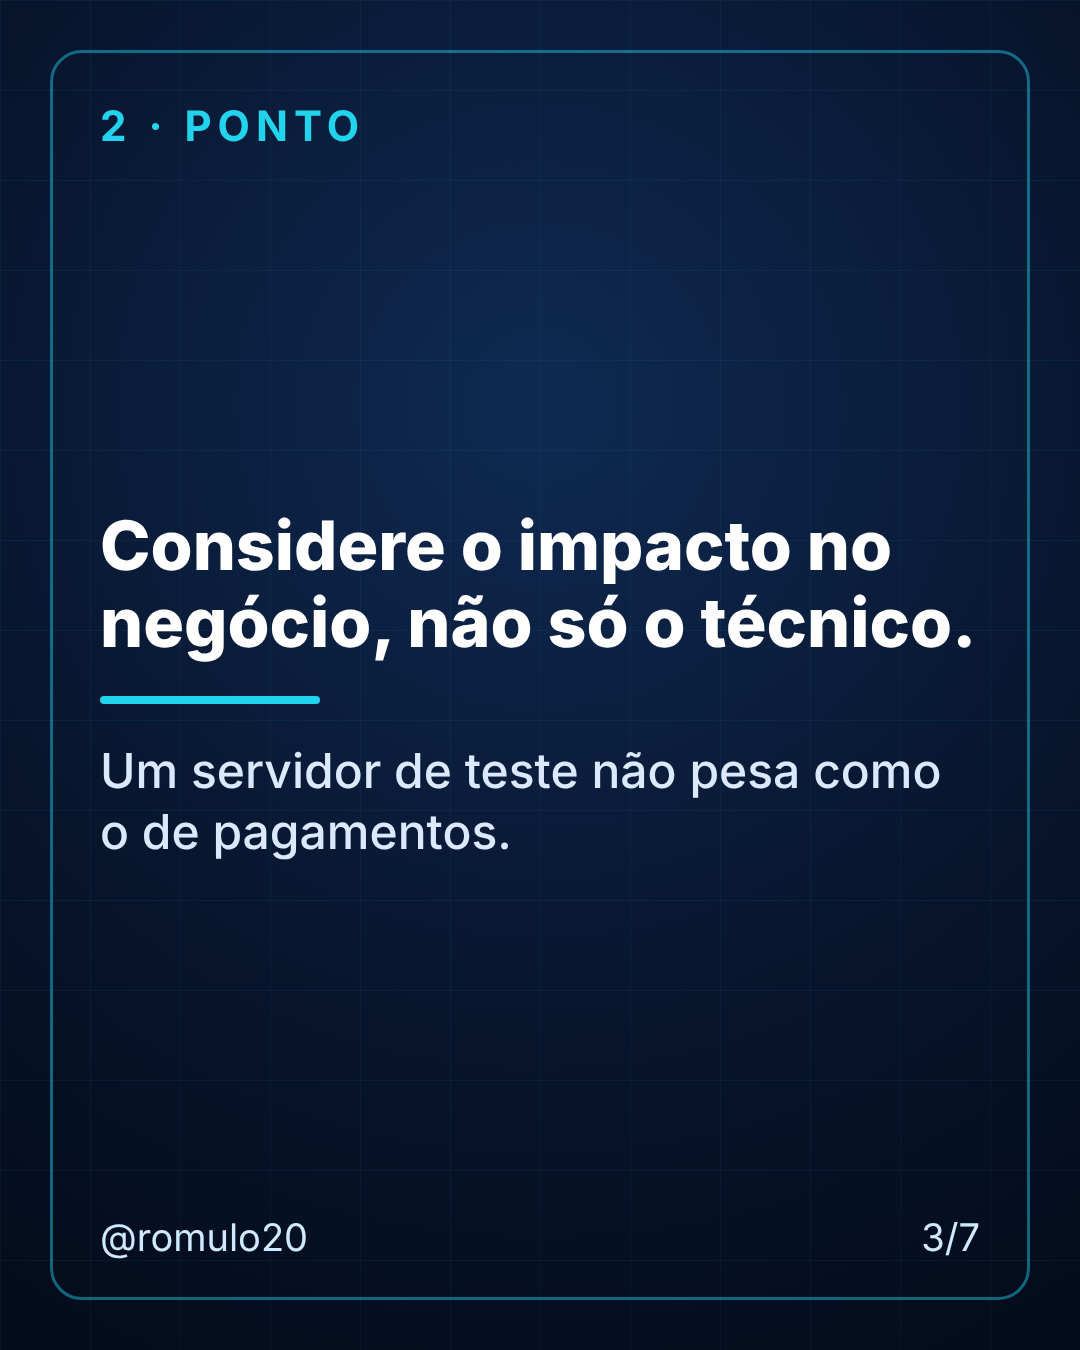 2 · PONTO
Considere o impacto no
negócio, não só o técnico.
Um servidor de teste não pesa como
o de pagamentos.
@romulo20
3/7